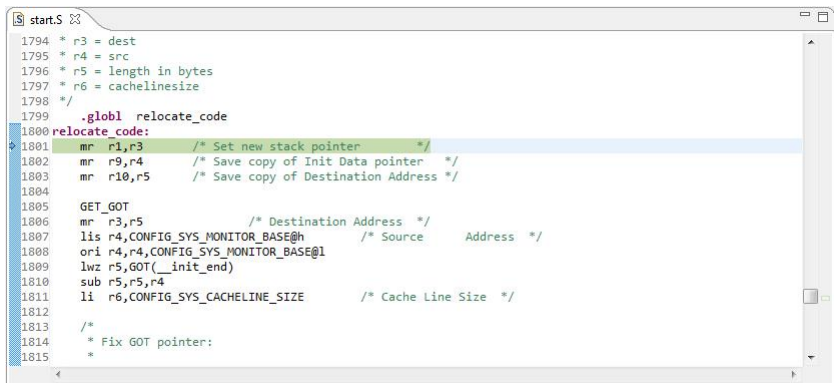 .S start.S
1794 * r3 = dest
1795 * r4 = src
1796 * r5 = length in bytes
1797 * r6 = cachelinesize
1798 */
1799 .globl relocate_code
1800 relocate_code:
1801 mr r1,r3 /* Set new stack pointer */
1802 mr r9,r4 /* Save copy of Init Data pointer */
1803 mr r10,r5 /* Save copy of Destination Address */
1804
1805 GET_GOT
1806 mr r3,r5 /* Destination Address */
1807 lis r4,CONFIG_SYS_MONITOR_BASE@h /* Source Address */
1808 ori r4,r4,CONFIG_SYS_MONITOR_BASE@l
1809 lwz r5,GOT(__init_end)
1810 sub r5,r5,r4
1811 li r6,CONFIG_SYS_CACHELINE_SIZE /* Cache Line Size */
1812
1813 /*
1814 * Fix GOT pointer:
1815 *